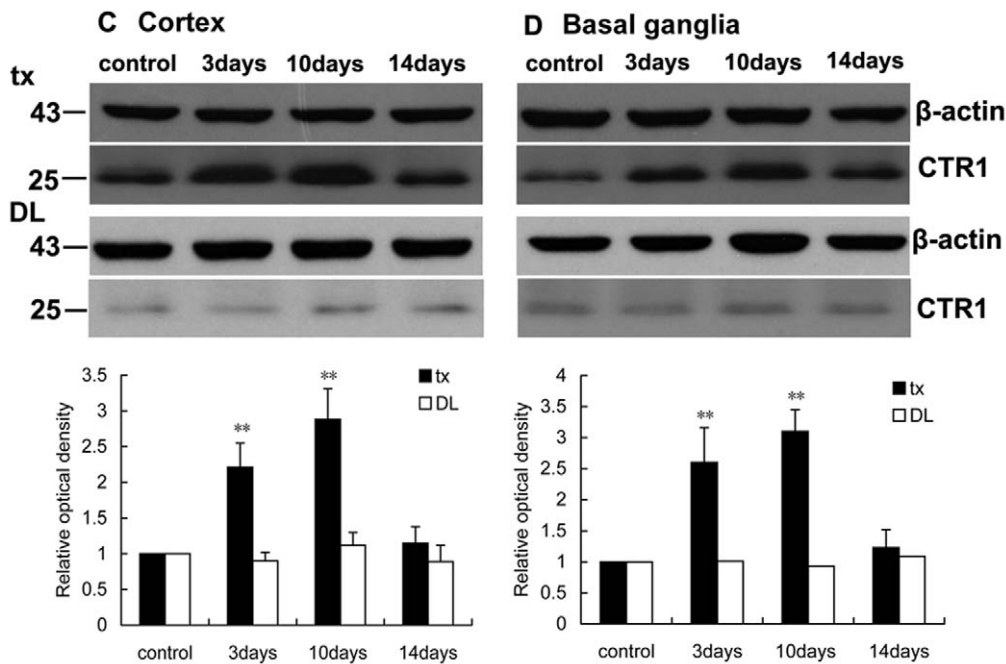 C Cortex
D Basal ganglia
control 3days 10days 14days
control 3days 10days 14days
tx
43
β-actin
25
CTR1
DL
43
β-actin
25
CTR1
Relative optical density
3.5
3
2.5
2
1.5
1
0.5
0
**
**
tx
DL
control 3days 10days 14days
Relative optical density
4
3.5
3
2.5
2
1.5
1
0.5
0
**
**
tx
DL
control 3days 10days 14days